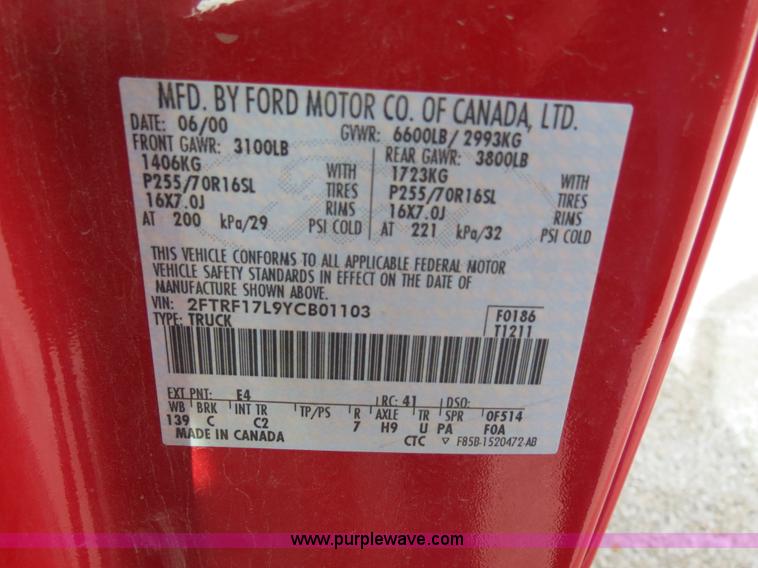 MFD. BY FORD MOTOR CO. OF CANADA, LTD.
DATE: 06/00 GVWR: 6600LB/ 2993KG
FRONT GAWR: 3100LB REAR GAWR: 3800LB
1406KG WITH 1723KG WITH
P255/70R16SL TIRES P255/70R16SL TIRES
16X7.0J RIMS 16X7.0J RIMS
AT 200 kPa/29 PSI COLD AT 221 kPa/32 PSI COLD
THIS VEHICLE CONFORMS TO ALL APPLICABLE FEDERAL MOTOR
VEHICLE SAFETY STANDARDS IN EFFECT ON THE DATE OF
MANUFACTURE SHOWN ABOVE.
VIN: 2FTRF17L9YCB01103 F0186
TYPE: TRUCK T1211
EXT PNT: E4 RC: 41 DSO:
WB BRK INT TR TP/PS R AXLE TR SPR 0F514
139 C C2 7 H9 U PA F0A
MADE IN CANADA CTC ▽ F85B-1520472-AB
www.purplewave.com